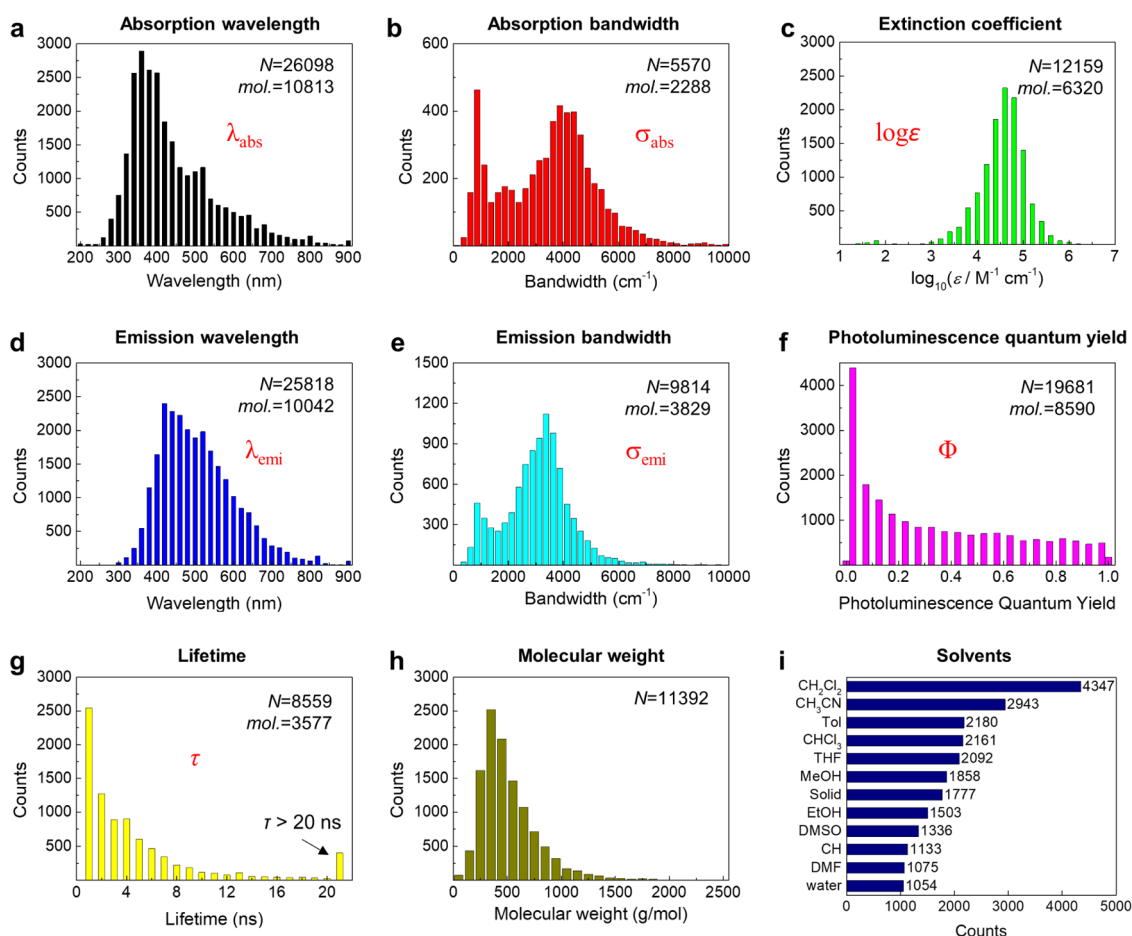 a
Absorption wavelength
3000
2500
2000
1500
1000
500
200 300 400 500 600 700 800 900
Counts
Wavelength (nm)
N=26098
mol.=10813
λabs
b
Absorption bandwidth
600
400
200
0
0 2000 4000 6000 8000 10000
Counts
Bandwidth (cm⁻¹)
N=5570
mol.=2288
σabs
c
Extinction coefficient
3000
2500
2000
1500
1000
500
1 2 3 4 5 6 7
Counts
log₁₀(ε / M⁻¹ cm⁻¹)
N=12159
mol.=6320
logε
d
Emission wavelength
3000
2500
2000
1500
1000
500
200 300 400 500 600 700 800 900
Counts
Wavelength (nm)
N=25818
mol.=10042
λemi
e
Emission bandwidth
1500
1200
900
600
300
0 2000 4000 6000 8000 10000
Counts
Bandwidth (cm⁻¹)
N=9814
mol.=3829
σemi
f
Photoluminescence quantum yield
4000
3000
2000
1000
0.0 0.2 0.4 0.6 0.8 1.0
Counts
Photoluminescence Quantum Yield
N=19681
mol.=8590
Φ
g
Lifetime
3000
2500
2000
1500
1000
500
0 4 8 12 16 20
Counts
Lifetime (ns)
N=8559
mol.=3577
τ
τ > 20 ns
h
Molecular weight
3000
2500
2000
1500
1000
500
0 500 1000 1500 2000 2500
Counts
Molecular weight (g/mol)
N=11392
i
Solvents
CH₂Cl₂ 4347
CH₃CN 2943
Tol 2180
CHCl₃ 2161
THF 2092
MeOH 1858
Solid 1777
EtOH 1503
DMSO 1336
CH 1133
DMF 1075
water 1054
0 1000 2000 3000 4000 5000
Counts